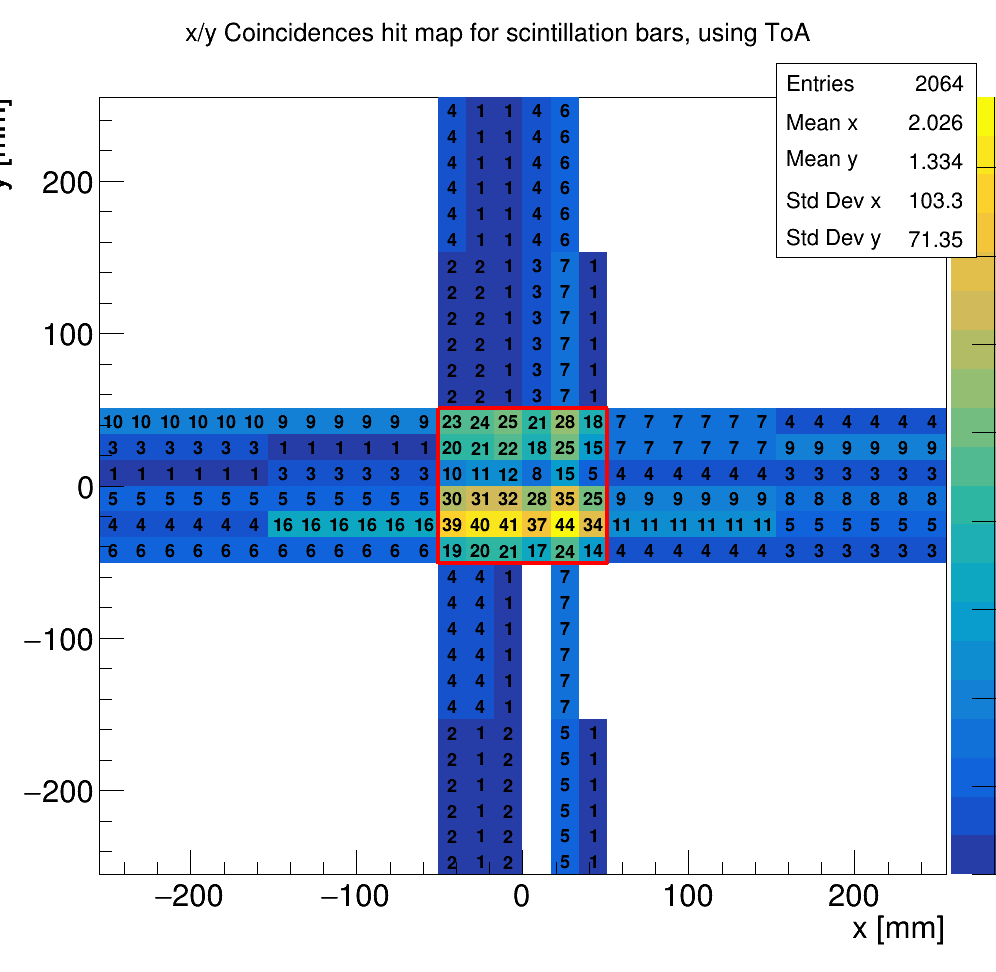 x/y Coincidences hit map for scintillation bars, using ToA
y [mm]
Entries 2064
Mean x 2.026
Mean y 1.334
Std Dev x 103.3
Std Dev y 71.35
4 1 1 4 6
4 1 1 4 6
200 4 1 1 4 6
4 1 1 4 6
4 1 1 4 6
4 1 1 4 6
2 2 1 3 7 1
2 2 1 3 7 1
2 2 1 3 7 1
100 2 2 1 3 7 1
2 2 1 3 7 1
2 2 1 3 7 1
10 10 10 10 10 10 9 9 9 9 9 9 23 24 25 21 28 18 7 7 7 7 7 7 4 4 4 4 4 4
3 3 3 3 3 3 1 1 1 1 1 1 20 21 22 18 25 15 7 7 7 7 7 7 9 9 9 9 9 9
0 1 1 1 1 1 1 3 3 3 3 3 3 10 11 12 8 15 5 4 4 4 4 4 4 3 3 3 3 3 3
5 5 5 5 5 5 5 5 5 5 5 5 30 31 32 28 35 25 9 9 9 9 9 9 8 8 8 8 8 8
4 4 4 4 4 4 16 16 16 16 16 16 39 40 41 37 44 34 11 11 11 11 11 11 5 5 5 5 5 5
6 6 6 6 6 6 6 6 6 6 6 6 19 20 21 17 24 14 4 4 4 4 4 4 3 3 3 3 3 3
4 4 1 7
4 4 1 7
−100 4 4 1 7
4 4 1 7
4 4 1 7
4 4 1 7
2 1 2 5 1
2 1 2 5 1
−200 2 1 2 5 1
2 1 2 5 1
2 1 2 5 1
2 1 2 5 1
−200 −100 0 100 200
x [mm]